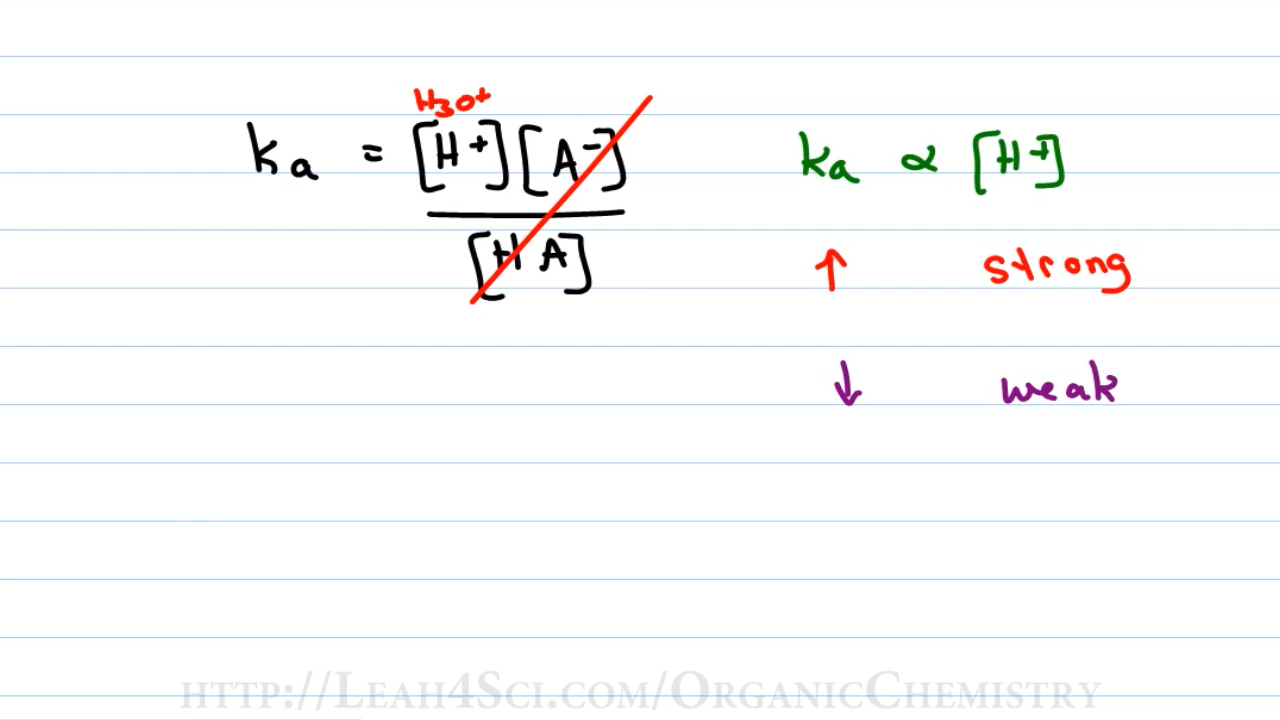 H3O+
ka = [H+][A-]
[HA]
ka ∝ [H+]
↑ strong
↓ weak
HTTP://LEAH4SCI.COM/ORGANICCHEMISTRY